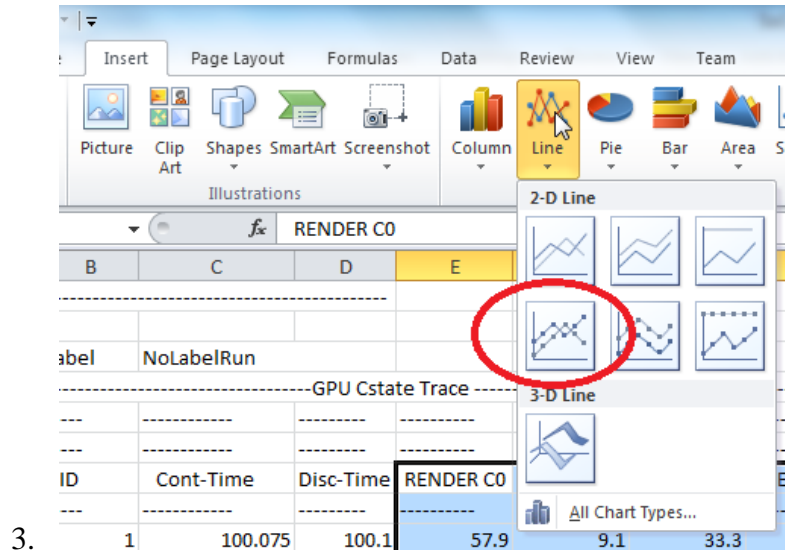 Insert Page Layout Formulas Data Review View Team
Picture Clip Art Shapes SmartArt Screenshot Column Line Pie Bar Area
Illustrations
2-D Line
fx RENDER C0
B C D E
---------------------------------------------
abel NoLabelRun
------------------------------------GPU Cstate Trace -----
--- ------------ --------- ----------
--- ------------ --------- ----------
3-D Line
ID Cont-Time Disc-Time RENDER C0
--- ------------ --------- ----------
All Chart Types...
3. 1 100.075 100.1 57.9 9.1 33.3